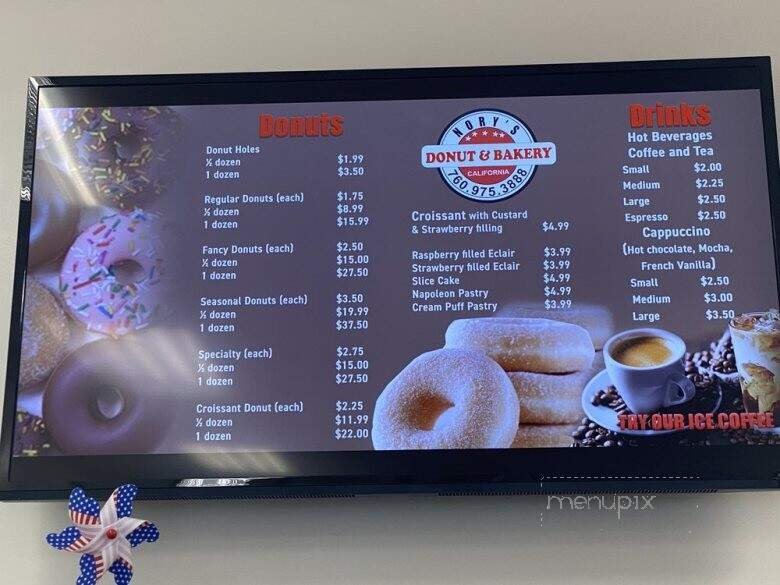 Donuts
Donut Holes
½ dozen $1.99
1 dozen $3.50
Regular Donuts (each) $1.75
½ dozen $8.99
1 dozen $15.99
Fancy Donuts (each) $2.50
½ dozen $15.00
1 dozen $27.50
Seasonal Donuts (each) $3.50
½ dozen $19.99
1 dozen $37.50
Specialty (each) $2.75
½ dozen $15.00
1 dozen $27.50
Croissant Donut (each) $2.25
½ dozen $11.99
1 dozen $22.00
NORY'S
DONUT & BAKERY
CALIFORNIA
760.975.3888
Croissant with Custard
& Strawberry filling $4.99
Raspberry filled Eclair $3.99
Strawberry filled Eclair $3.99
Slice Cake $4.99
Napoleon Pastry $4.99
Cream Puff Pastry $3.99
Drinks
Hot Beverages
Coffee and Tea
Small $2.00
Medium $2.25
Large $2.50
Espresso $2.50
Cappuccino
(Hot chocolate, Mocha,
French Vanilla)
Small $2.50
Medium $3.00
Large $3.50
TRY OUR ICE COFFEE
menupix